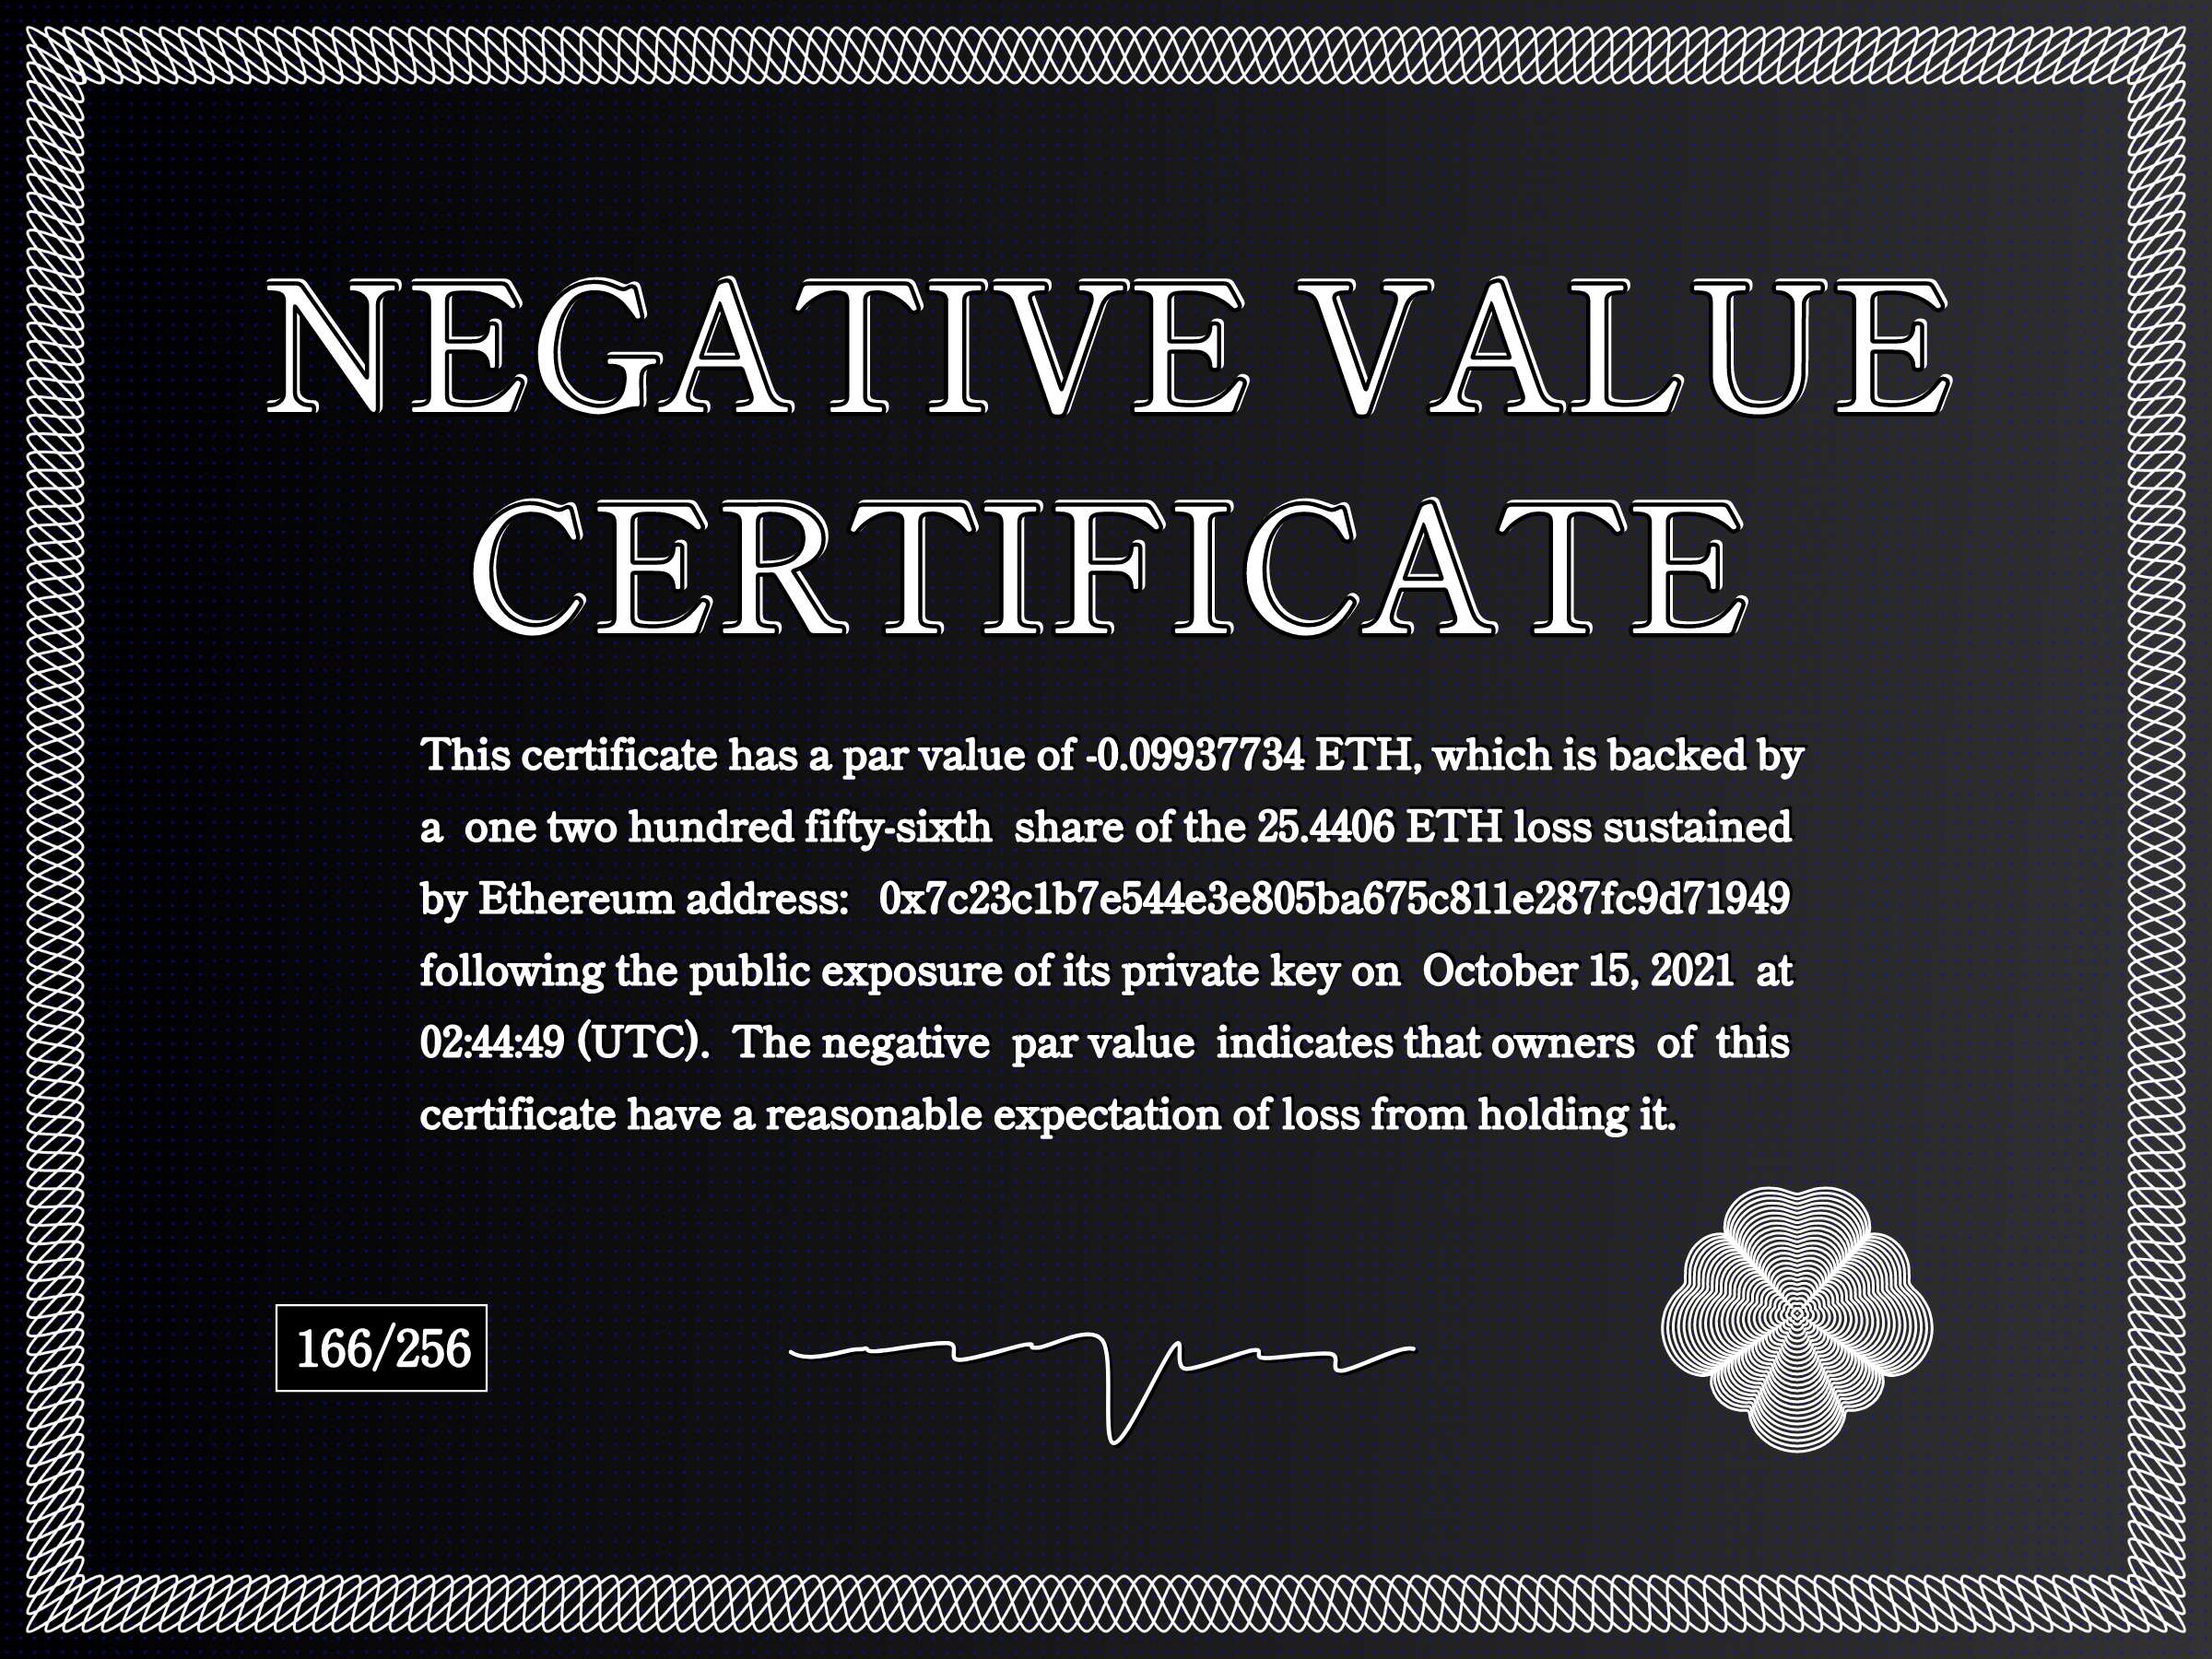 NEGATIVE VALUE
CERTIFICATE
This certificate has a par value of -0.09937734 ETH, which is backed by
a one two hundred fifty-sixth share of the 25.4406 ETH loss sustained
by Ethereum address: 0x7c23c1b7e544e3e805ba675c811e287fc9d71949
following the public exposure of its private key on October 15, 2021 at
02:44:49 (UTC). The negative par value indicates that owners of this
certificate have a reasonable expectation of loss from holding it.
166/256